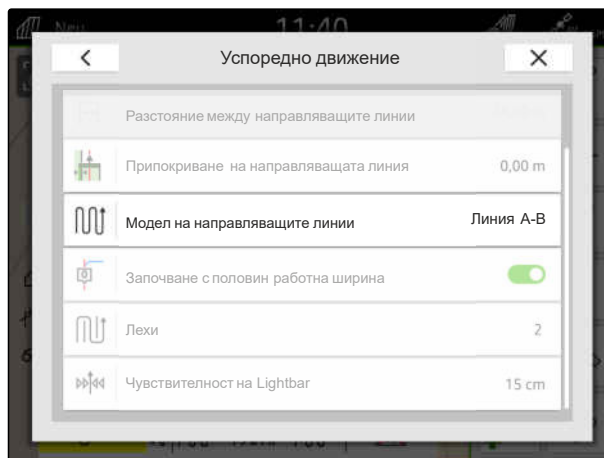 Neu 11:40
Успоредно движение
Разстояние между направляващите линии
Припокриване на направляващата линия 0,00 m
Модел на направляващите линии Линия A-B
Започване с половин работна ширина
Лехи 2
Чувствителност на Lightbar 15 cm